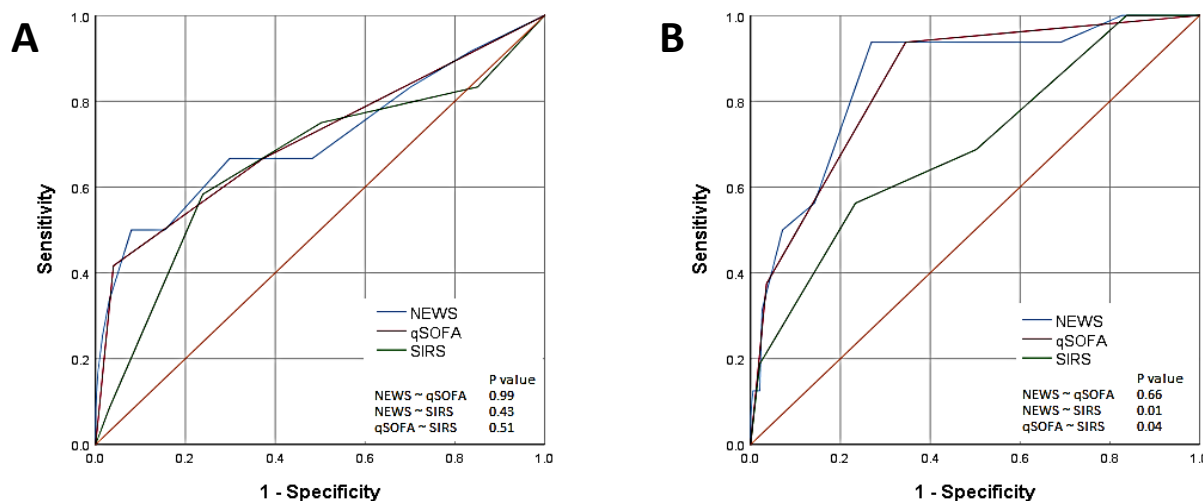 A
1.0
0.8
0.6
0.4
0.2
0.0
Sensitivity
0.0 0.2 0.4 0.6 0.8 1.0
1 - Specificity
NEWS
qSOFA
SIRS
P value
NEWS ~ qSOFA 0.99
NEWS ~ SIRS 0.43
qSOFA ~ SIRS 0.51
B
1.0
0.8
0.6
0.4
0.2
0.0
Sensitivity
0.0 0.2 0.4 0.6 0.8 1.0
1 - Specificity
NEWS
qSOFA
SIRS
P value
NEWS ~ qSOFA 0.66
NEWS ~ SIRS 0.01
qSOFA ~ SIRS 0.04